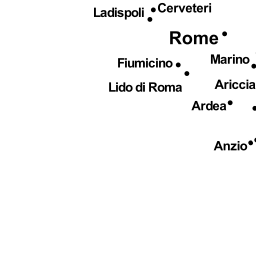 Cerveteri
Ladispoli
Rome
Marino
Fiumicino
Lido di Roma
Ariccia
Ardea
Anzio